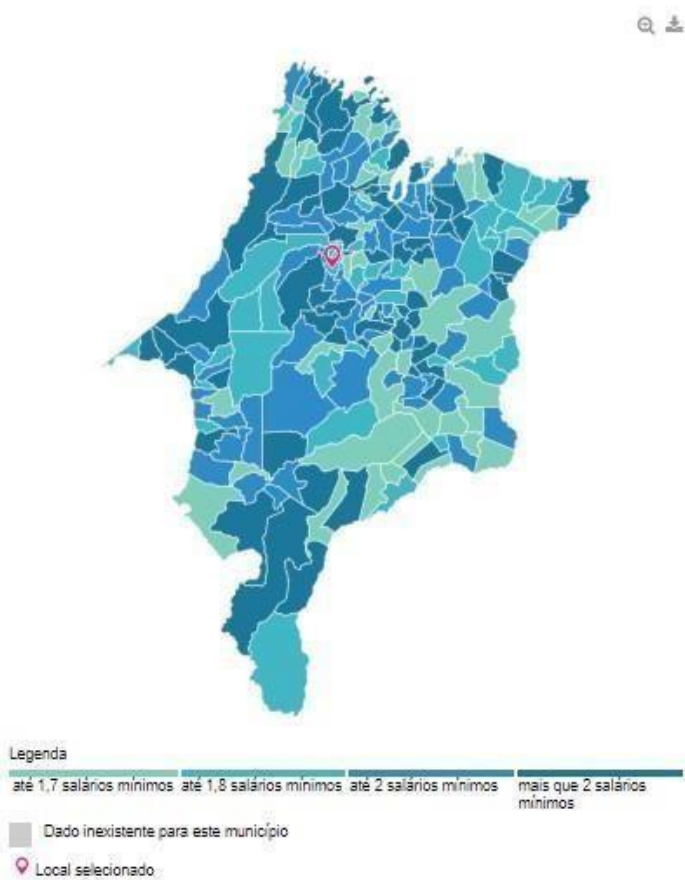 Legenda
até 1,7 salários mínimos
até 1,8 salários mínimos
até 2 salários mínimos
mais que 2 salários
mínimos
Dado inexistente para este município
Local selecionado